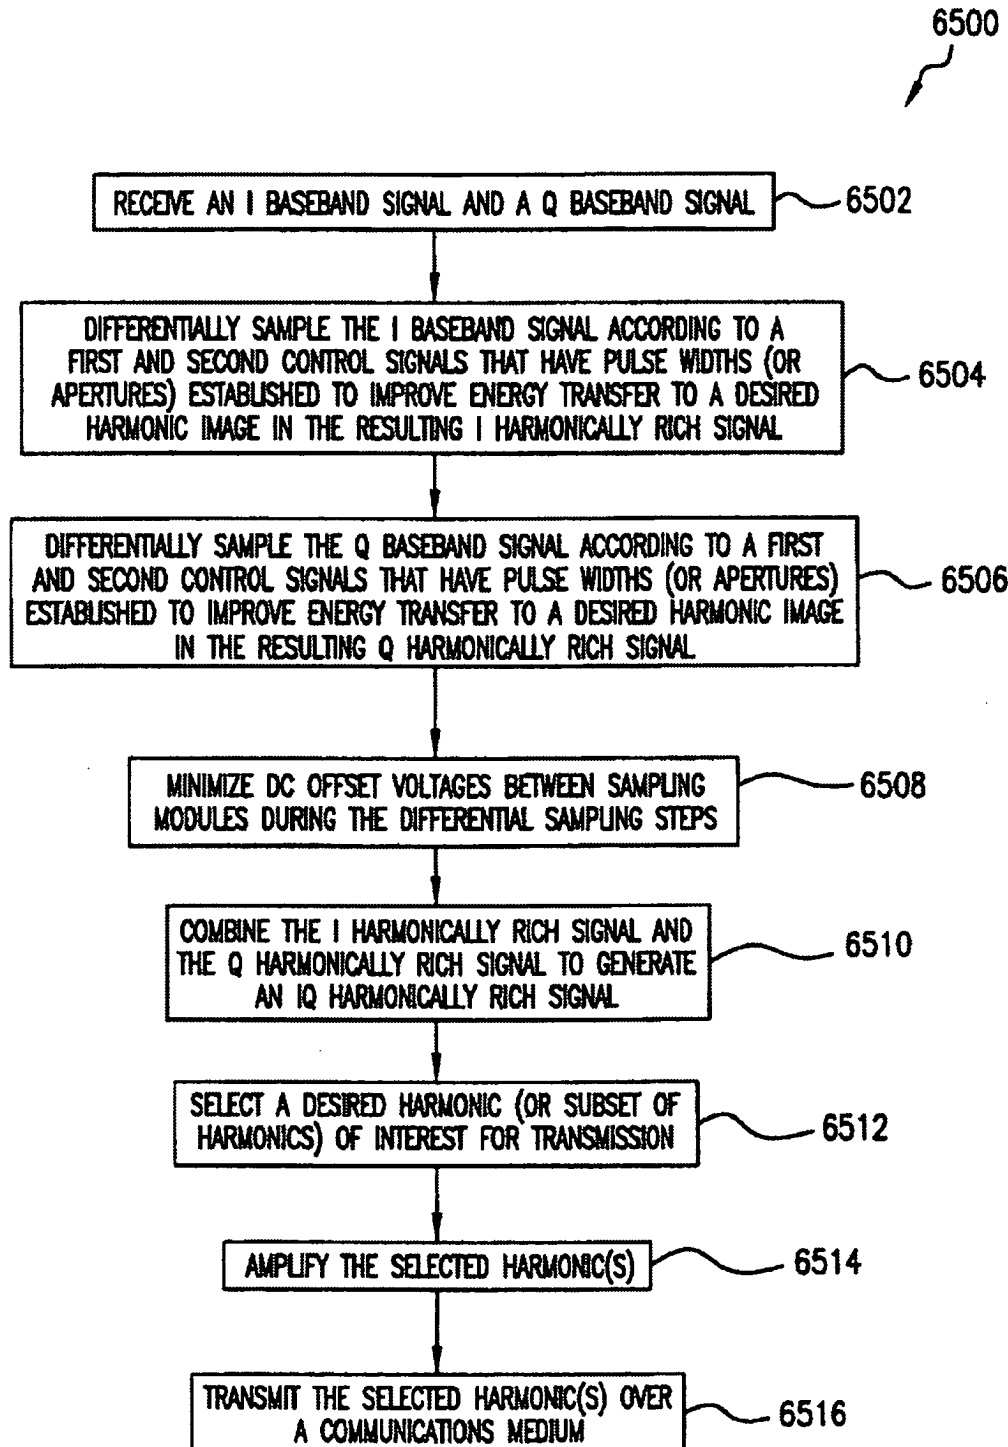 6500
RECEIVE AN I BASEBAND SIGNAL AND A Q BASEBAND SIGNAL
6502
DIFFERENTIALLY SAMPLE THE I BASEBAND SIGNAL ACCORDING TO A
FIRST AND SECOND CONTROL SIGNALS THAT HAVE PULSE WIDTHS (OR
APERTURES) ESTABLISHED TO IMPROVE ENERGY TRANSFER TO A DESIRED
HARMONIC IMAGE IN THE RESULTING I HARMONICALLY RICH SIGNAL
6504
DIFFERENTIALLY SAMPLE THE Q BASEBAND SIGNAL ACCORDING TO A FIRST
AND SECOND CONTROL SIGNALS THAT HAVE PULSE WIDTHS (OR APERTURES)
ESTABLISHED TO IMPROVE ENERGY TRANSFER TO A DESIRED HARMONIC IMAGE
IN THE RESULTING Q HARMONICALLY RICH SIGNAL
6506
MINIMIZE DC OFFSET VOLTAGES BETWEEN SAMPLING
MODULES DURING THE DIFFERENTIAL SAMPLING STEPS
6508
COMBINE THE I HARMONICALLY RICH SIGNAL AND
THE Q HARMONICALLY RICH SIGNAL TO GENERATE
AN IQ HARMONICALLY RICH SIGNAL
6510
SELECT A DESIRED HARMONIC (OR SUBSET OF
HARMONICS) OF INTEREST FOR TRANSMISSION
6512
AMPLIFY THE SELECTED HARMONIC(S)
6514
TRANSMIT THE SELECTED HARMONIC(S) OVER
A COMMUNICATIONS MEDIUM
6516